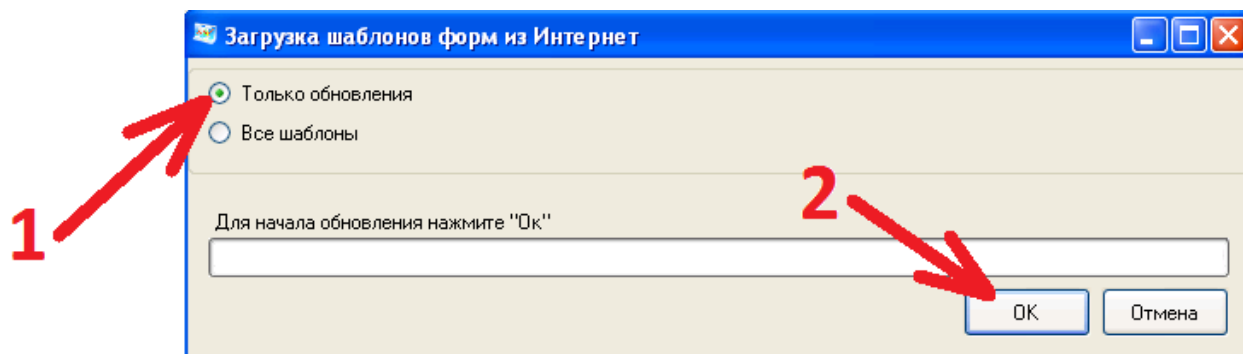 Загрузка шаблонов форм из Интернет
Только обновления
Все шаблоны
1
2
Для начала обновления нажмите "Ок"
OK Отмена